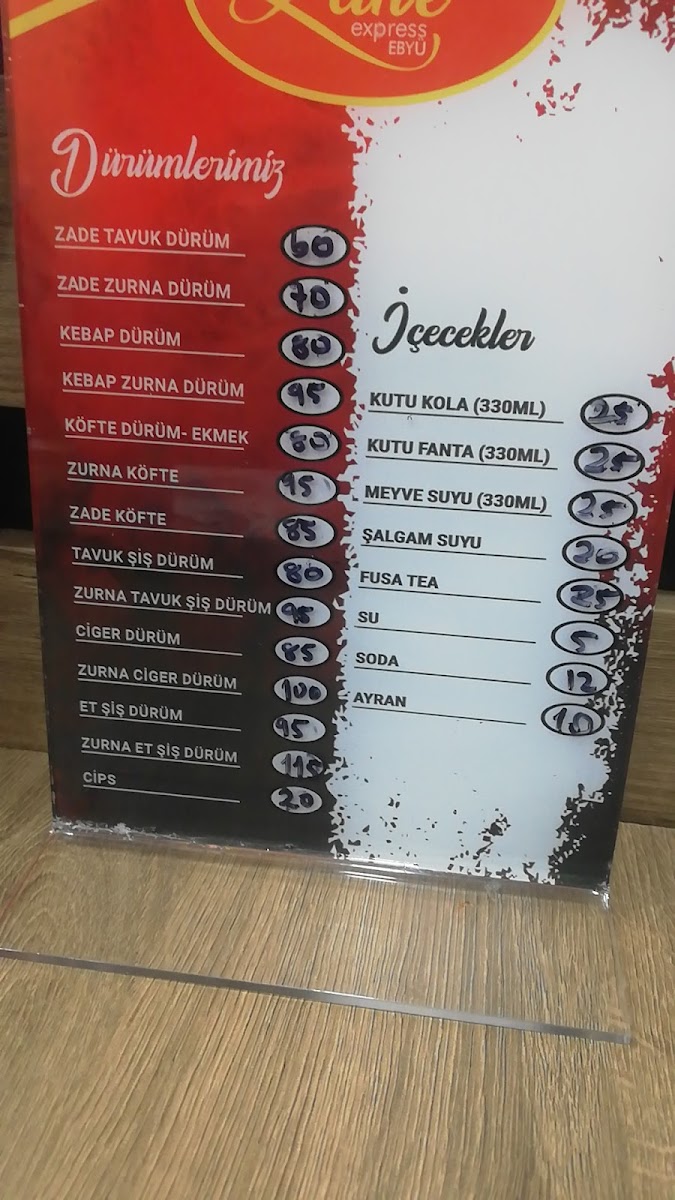 express
EBYÜ
Dürümlerimiz
ZADE TAVUK DÜRÜM 60
ZADE ZURNA DÜRÜM 70
KEBAP DÜRÜM 80
KEBAP ZURNA DÜRÜM 95
KÖFTE DÜRÜM- EKMEK 80
ZURNA KÖFTE 95
ZADE KÖFTE 85
TAVUK ŞİŞ DÜRÜM 80
ZURNA TAVUK ŞİŞ DÜRÜM 95
CİGER DÜRÜM 85
ZURNA CİGER DÜRÜM 100
ET ŞİŞ DÜRÜM 95
ZURNA ET ŞİŞ DÜRÜM 110
CİPS 20
İçecekler
KUTU KOLA (330ML) 25
KUTU FANTA (330ML) 25
MEYVE SUYU (330ML) 25
ŞALGAM SUYU 20
FUSA TEA 25
SU 5
SODA 12
AYRAN 10